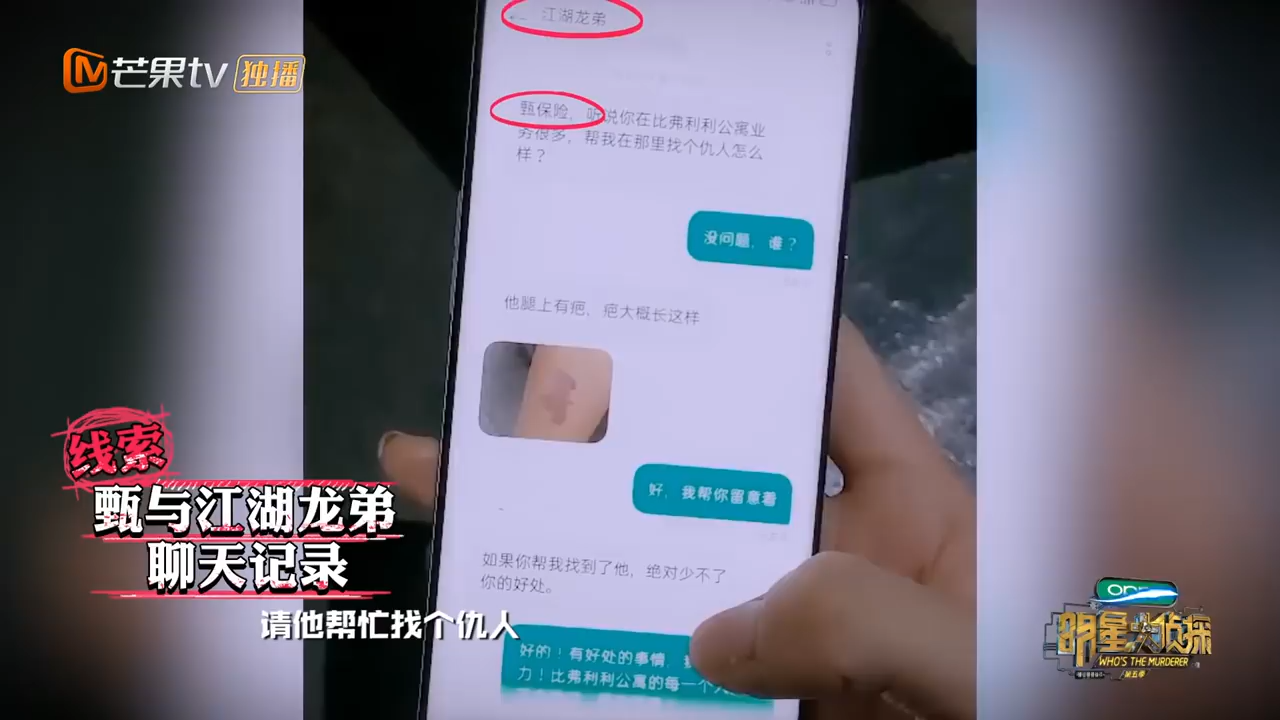 芒果tv 独播
江湖龙弟
甄保险，听说你在比弗利利公寓业
务很多，帮我在那里找个仇人怎么
样？
没问题，谁？
他腿上有疤，疤大概长这样
好，我帮你留意着
如果你帮我找到了他，绝对少不了
你的好处。
好的！有好处的事情，
力！比弗利利公寓的每一个人
线索
甄与江湖龙弟
聊天记录
请他帮忙找个仇人
明星大侦探
WHO'S THE MURDERER
第五季